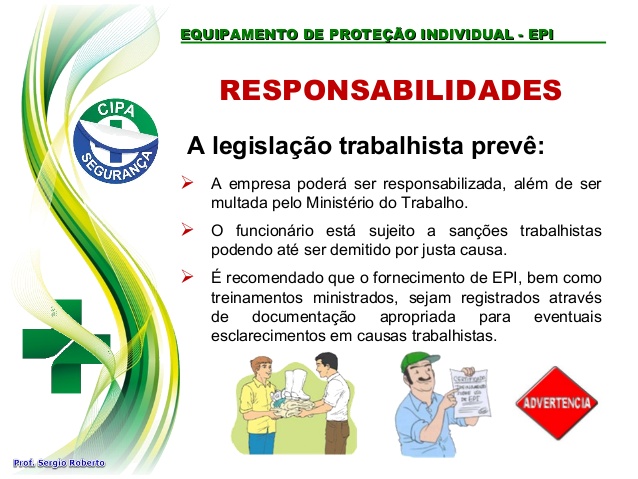 EQUIPAMENTO DE PROTEÇÃO INDIVIDUAL - EPI
RESPONSABILIDADES
CIPA
SEGURANÇA
A legislação trabalhista prevê:
A empresa poderá ser responsabilizada, além de ser
multada pelo Ministério do Trabalho.
O funcionário está sujeito a sanções trabalhistas
podendo até ser demitido por justa causa.
É recomendado que o fornecimento de EPI, bem como
treinamentos ministrados, sejam registrados através
de documentação apropriada para eventuais
esclarecimentos em causas trabalhistas.
ADVERTENCIA
Prof. Sergio Roberto